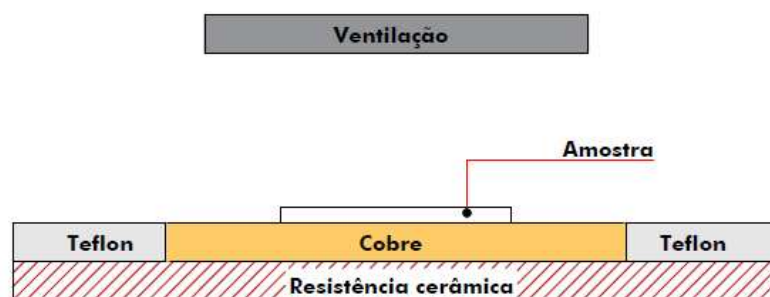 Ventilação
Amostra
Teflon
Cobre
Teflon
Resistência cerâmica